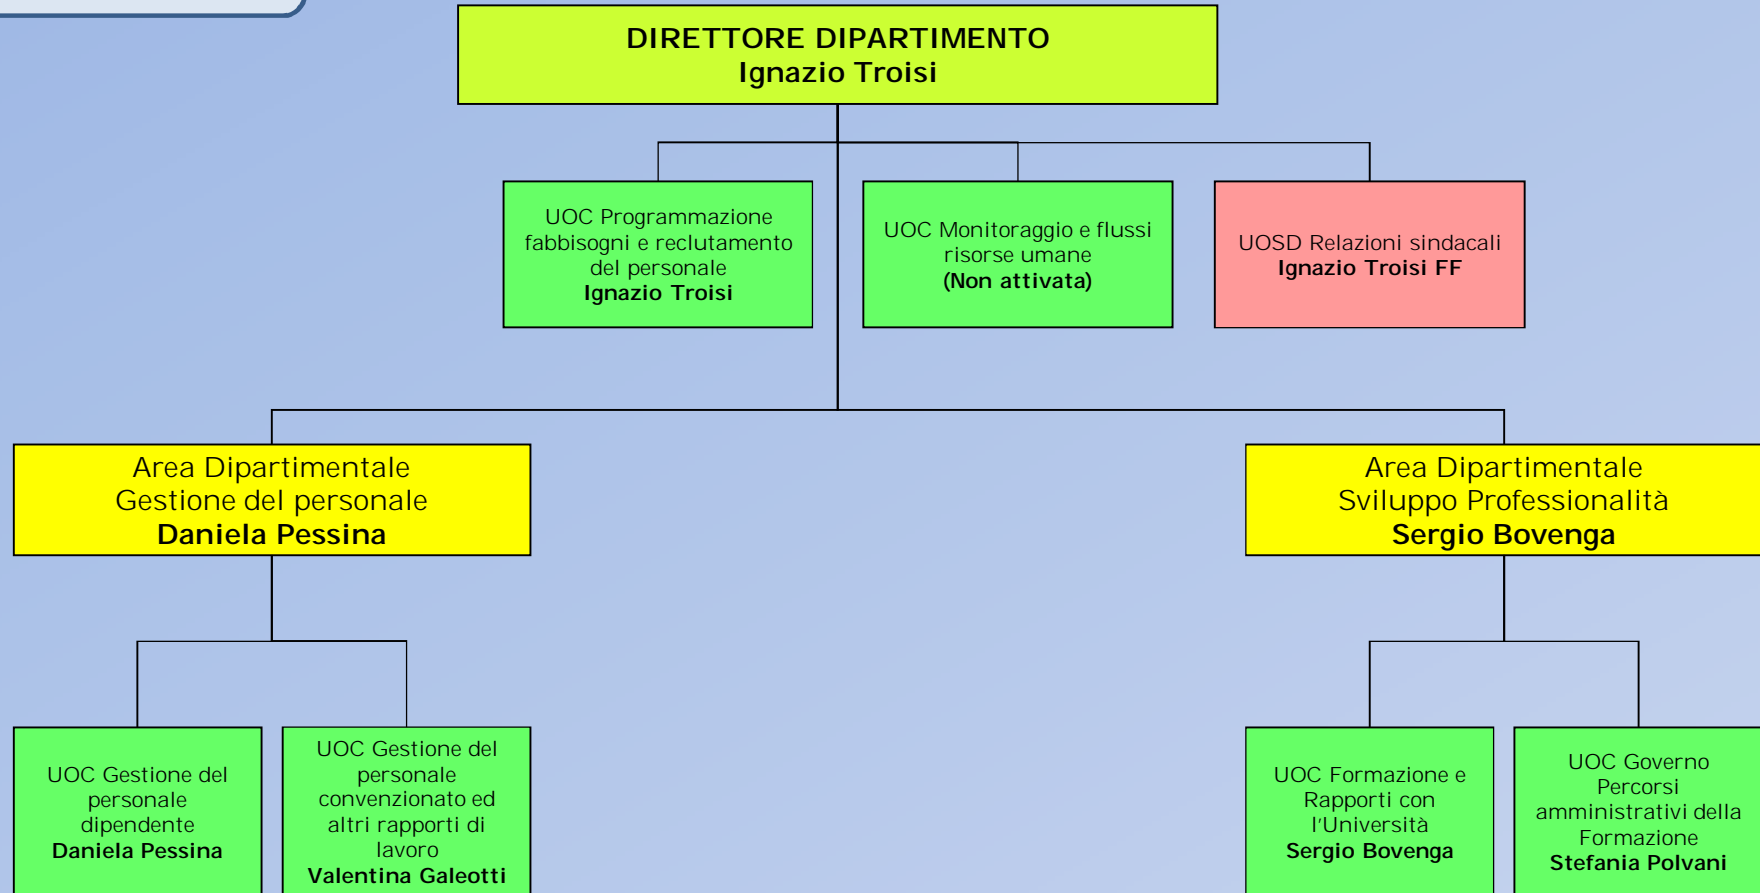 DIRETTORE DIPARTIMENTO
Ignazio Troisi
UOC Programmazione
fabbisogni e reclutamento
del personale
Ignazio Troisi
UOC Monitoraggio e flussi
risorse umane
(Non attivata)
UOSD Relazioni sindacali
Ignazio Troisi FF
Area Dipartimentale
Gestione del personale
Daniela Pessina
Area Dipartimentale
Sviluppo Professionalità
Sergio Bovenga
UOC Gestione del
personale
dipendente
Daniela Pessina
UOC Gestione del
personale
convenzionato ed
altri rapporti di
lavoro
Valentina Galeotti
UOC Formazione e
Rapporti con
l'Università
Sergio Bovenga
UOC Governo
Percorsi
amministrativi della
Formazione
Stefania Polvani